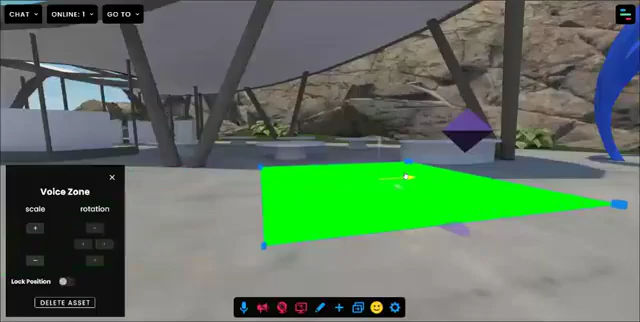 CHAT
ONLINE: 1
GO TO
Voice Zone
scale
rotation
Lock Position
DELETE ASSET